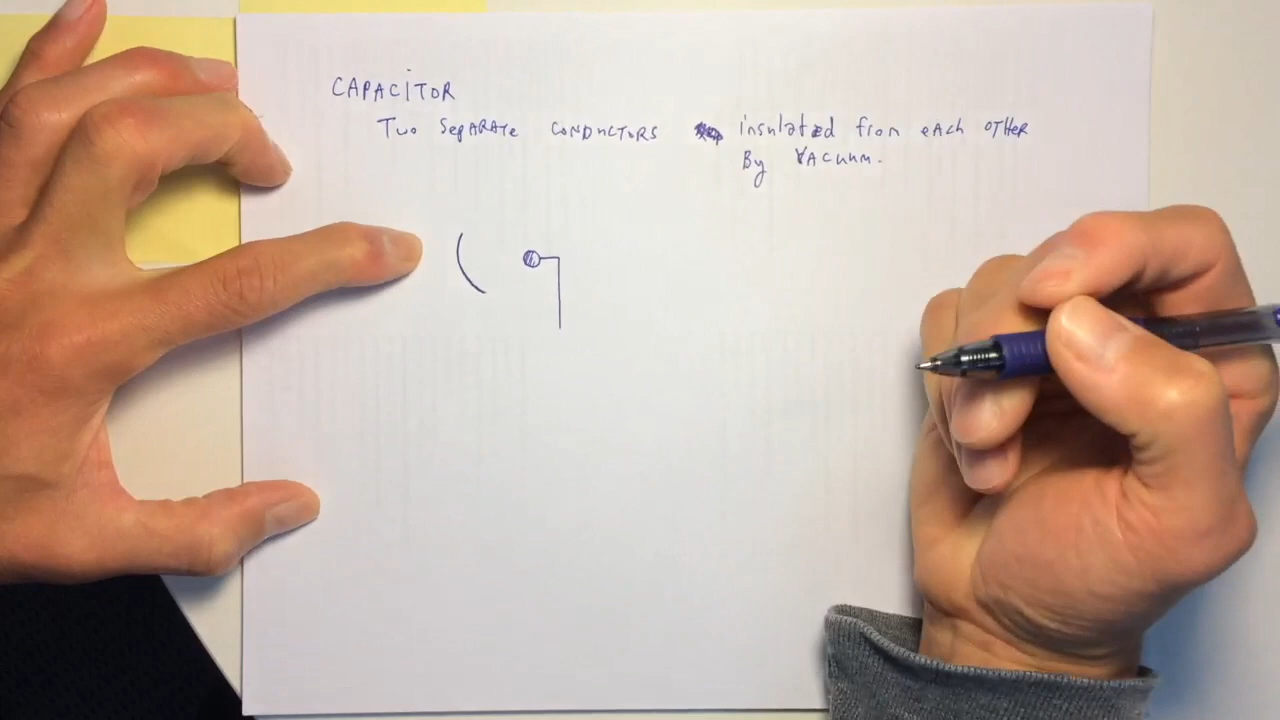 CAPACiTOR
Two SepARATe CONDUCTORS insulated from eAcH OTHER
By VACuum.